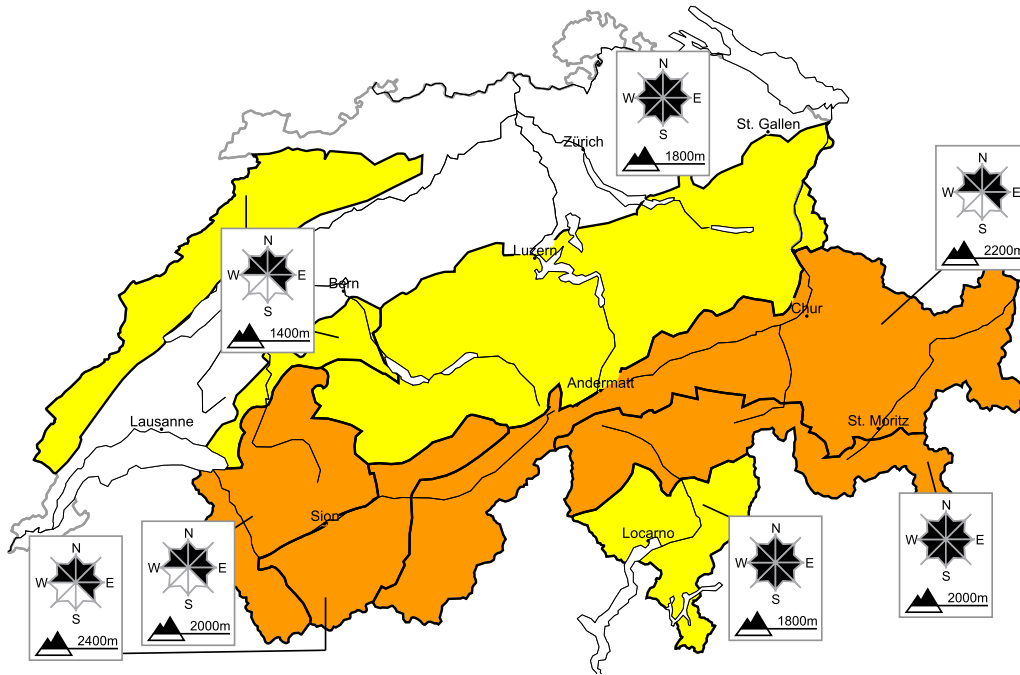 N
W E
S
1800m
St. Gallen
Zürich
N
W E
S
2200m
N
W E
S
1400m
Luzern
Bern
Chur
Andermatt
Lausanne
St. Moritz
Sion
Locarno
N
W E
S
2400m
N
W E
S
2000m
N
W E
S
1800m
N
W E
S
2000m